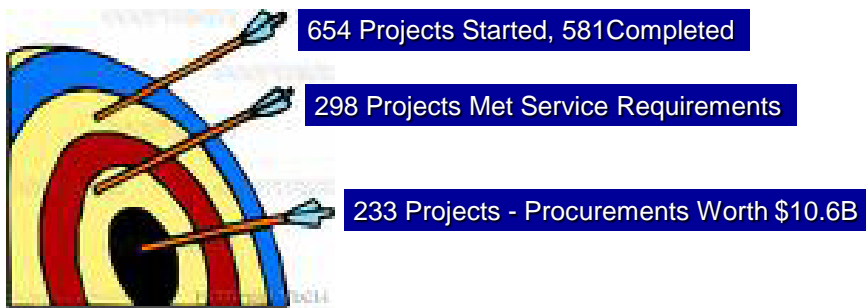 654 Projects Started, 581Completed
298 Projects Met Service Requirements
233 Projects - Procurements Worth $10.6B